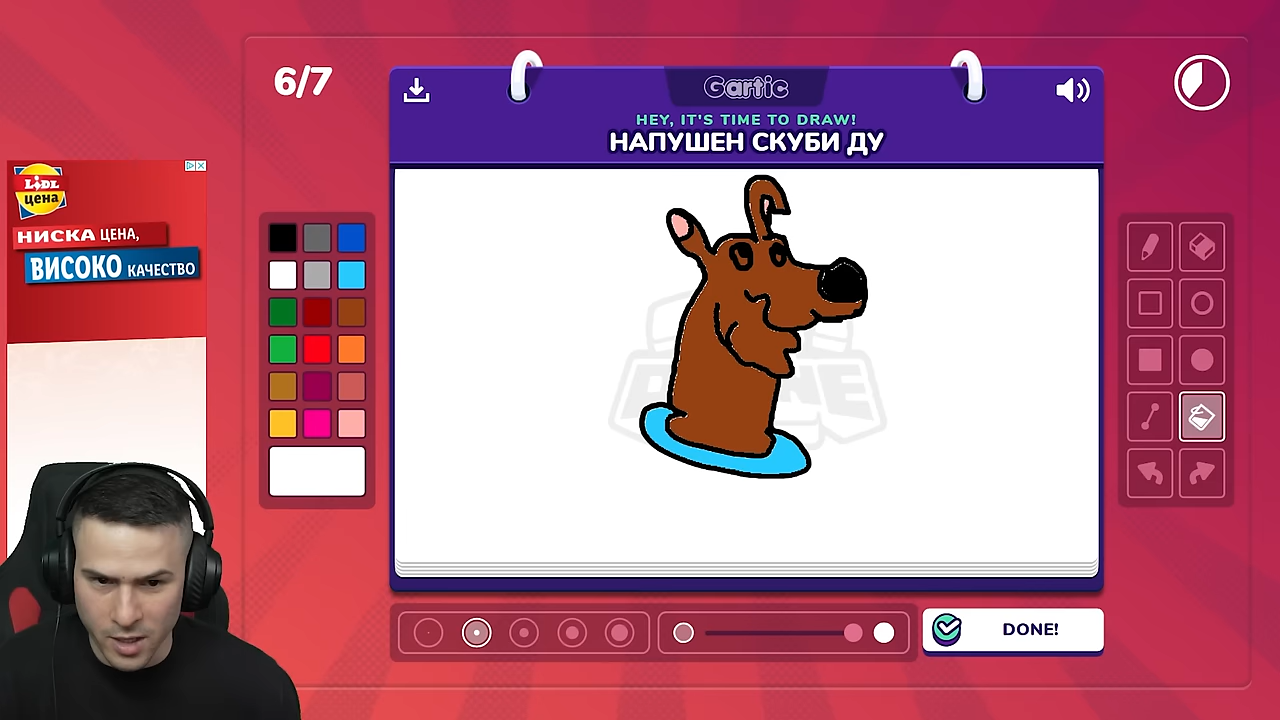 6/7
Gartic
HEY, IT'S TIME TO DRAW!
НАПУШЕН СКУБИ ДУ
LIDL
цена
НИСКА ЦЕНА,
ВИСОКО КАЧЕСТВО
DONE!